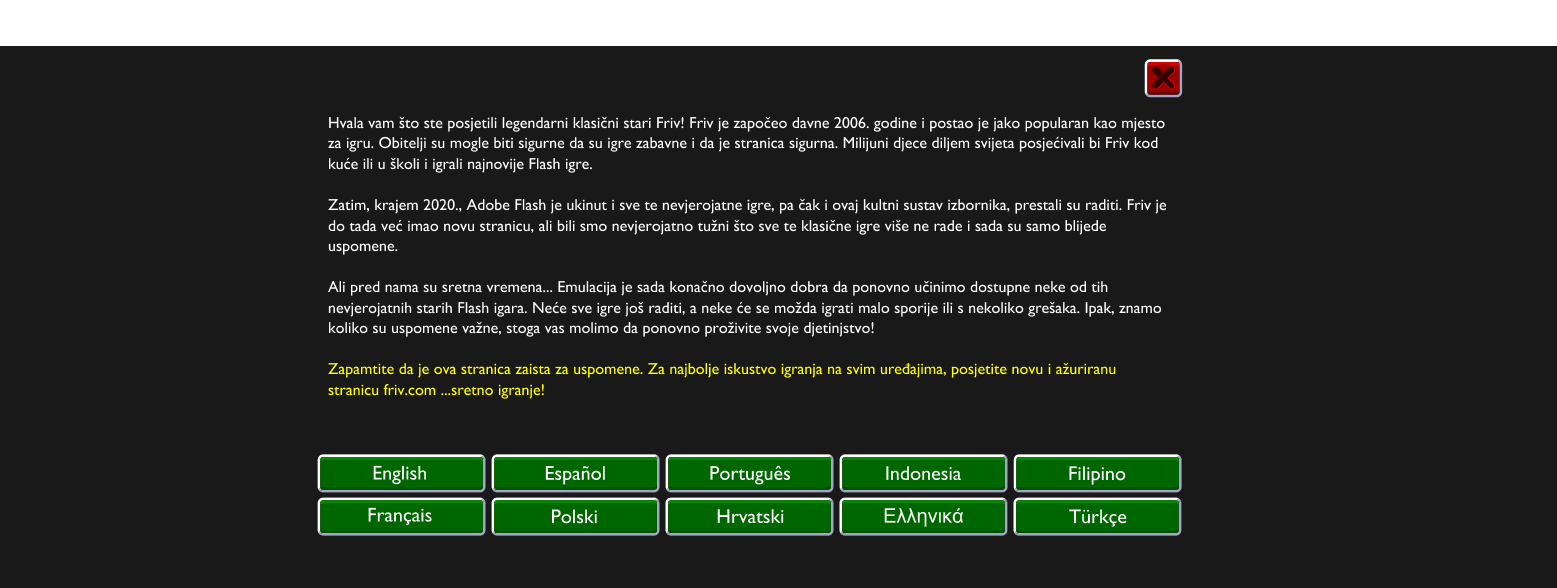 Hvala vam što ste posjetili legendarni klasični stari Friv! Friv je započeo davne 2006. godine i postao je jako popularan kao mjesto
za igru. Obitelji su mogle biti sigurne da su igre zabavne i da je stranica sigurna. Milijuni djece diljem svijeta posjećivali bi Friv kod
kuće ili u školi i igrali najnovije Flash igre.
Zatim, krajem 2020., Adobe Flash je ukinut i sve te nevjerojatne igre, pa čak i ovaj kultni sustav izbornika, prestali su raditi. Friv je
do tada već imao novu stranicu, ali bili smo nevjerojatno tužni što sve te klasične igre više ne rade i sada su samo blijede
uspomene.
Ali pred nama su sretna vremena... Emulacija je sada konačno dovoljno dobra da ponovno učinimo dostupne neke od tih
nevjerojatnih starih Flash igara. Neće sve igre još raditi, a neke će se možda igrati malo sporije ili s nekoliko grešaka. Ipak, znamo
koliko su uspomene važne, stoga vas molimo da ponovno proživite svoje djetinjstvo!
Zapamtite da je ova stranica zaista za uspomene. Za najbolje iskustvo igranja na svim uređajima, posjetite novu i ažuriranu
stranicu friv.com ...sretno igranje!
English Español Português Indonesia Filipino
Français Polski Hrvatski Ελληνικά Türkçe